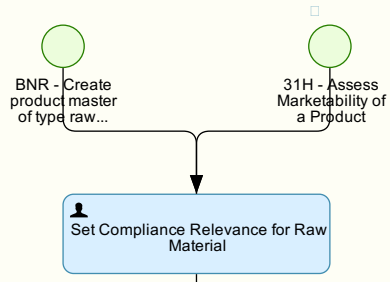 BNR - Create
product master
of type raw...
31H - Assess
Marketability of
a Product
Set Compliance Relevance for Raw
Material